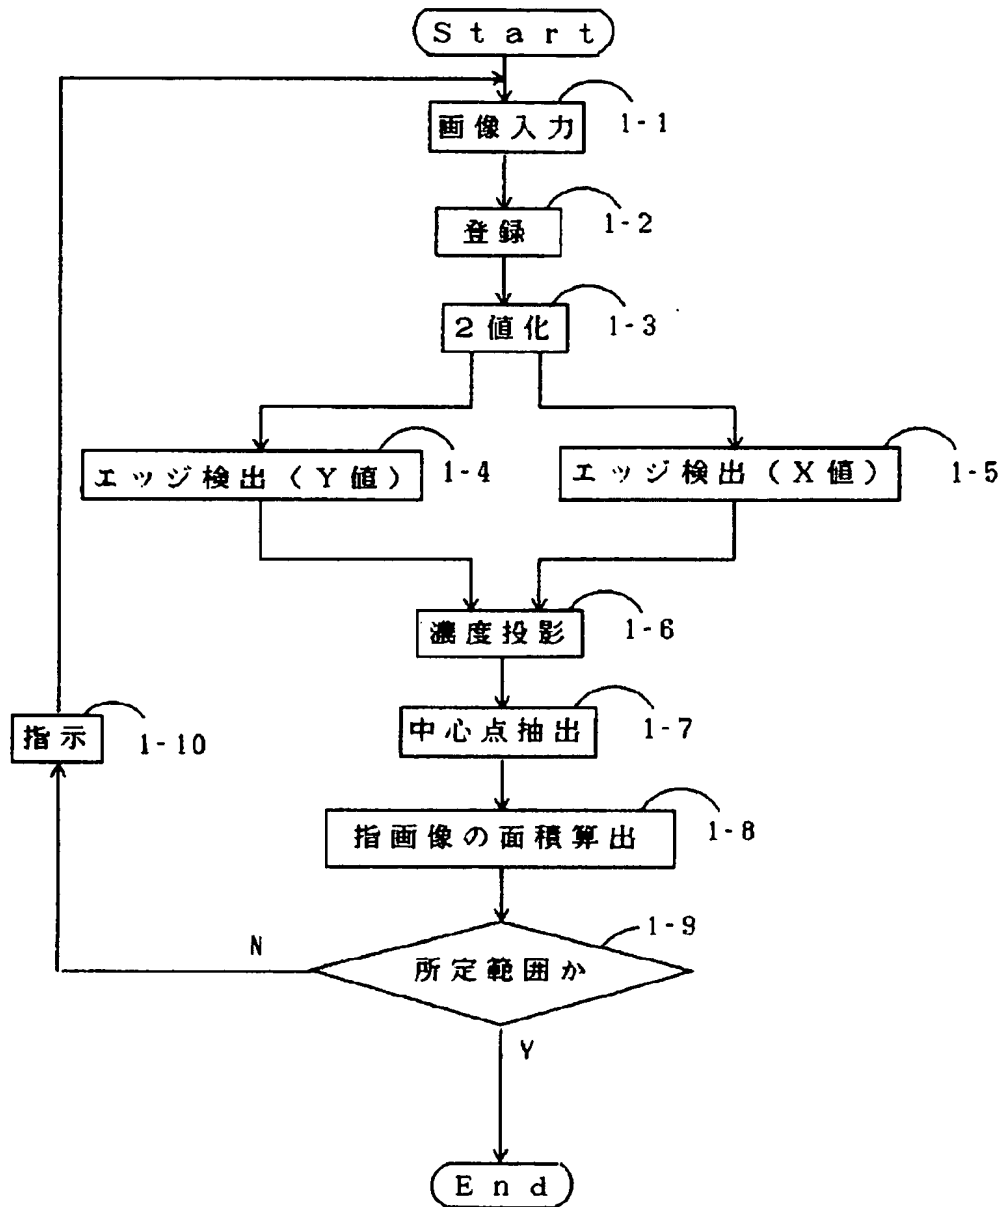 Start
画像入力
1-1
登録
1-2
2値化
1-3
エッジ検出(Y値)
1-4
エッジ検出(X値)
1-5
濃度投影
1-6
中心点抽出
1-7
指示
1-10
指画像の面積算出
1-8
所定範囲か
1-9
N
Y
End